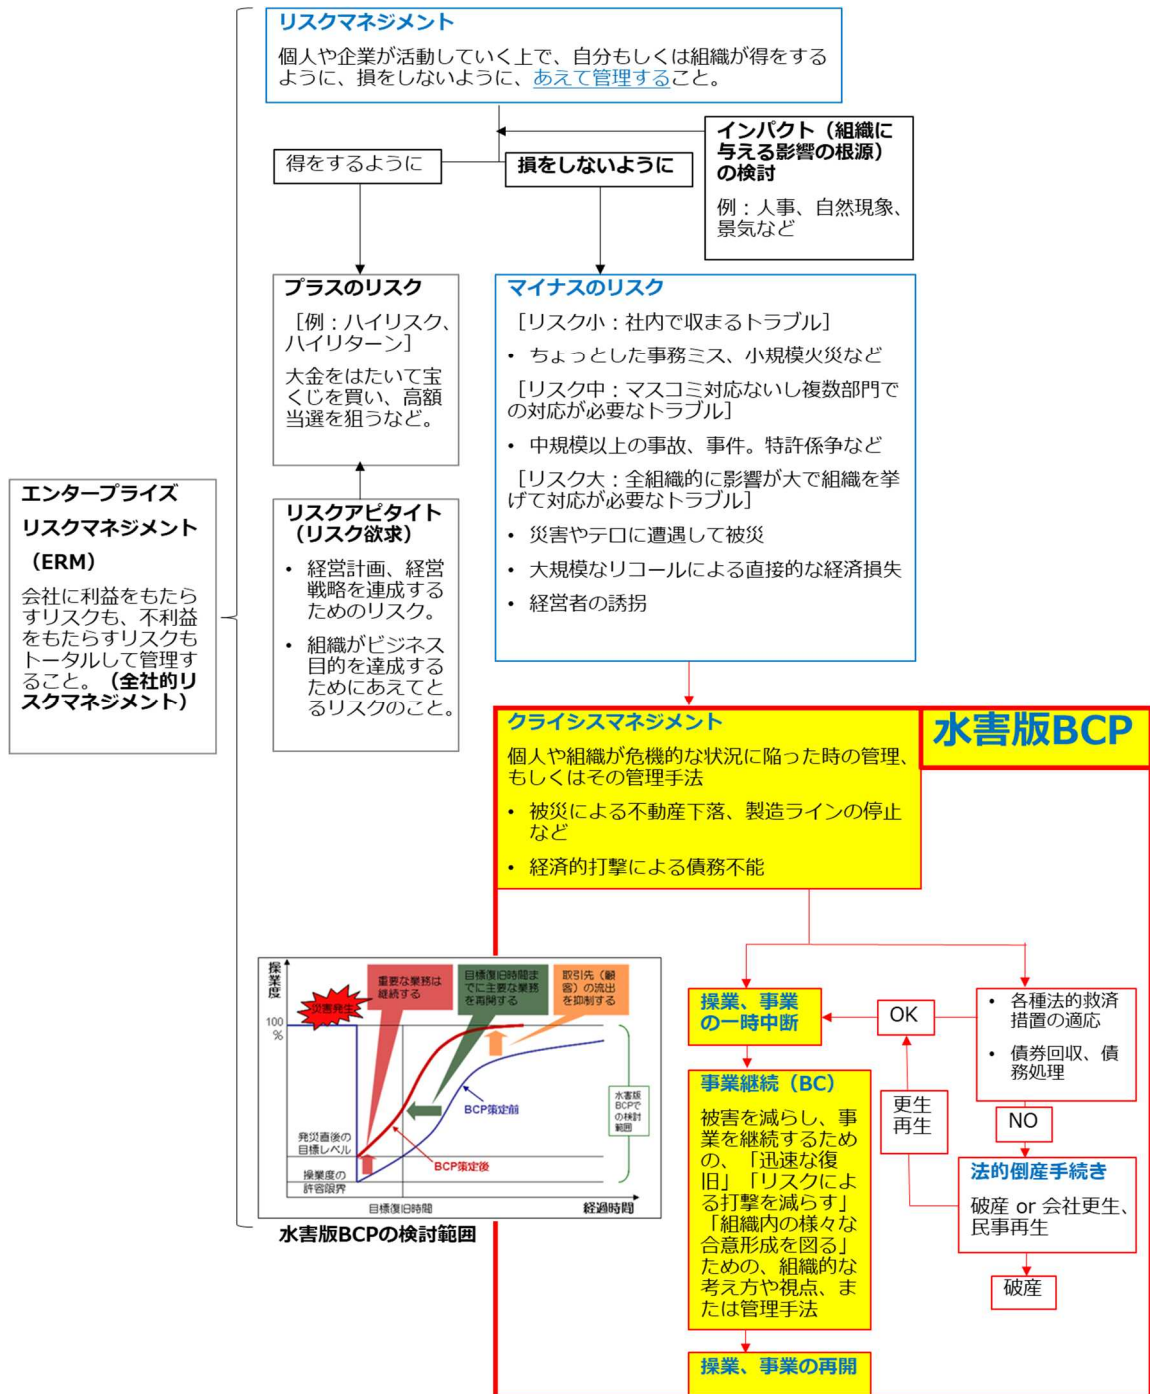 リスクマネジメント
個人や企業が活動していく上で、自分もしくは組織が得をする
ように、損をしないように、あえて管理すること。
インパクト（組織に
与える影響の根源）
の検討
例：人事、自然現象、
景気など
得をするように
損をしないように
プラスのリスク
［例：ハイリスク、
ハイリターン］
大金をはたいて宝
くじを買い、高額
当選を狙うなど。
マイナスのリスク
［リスク小：社内で収まるトラブル］
• ちょっとした事務ミス、小規模火災など
［リスク中：マスコミ対応ないし複数部門で
の対応が必要なトラブル］
• 中規模以上の事故、事件。特許係争など
［リスク大：全組織的に影響が大で組織を挙
げて対応が必要なトラブル］
• 災害やテロに遭遇して被災
• 大規模なリコールによる直接的な経済損失
• 経営者の誘拐
エンタープライズ
リスクマネジメント
（ERM）
会社に利益をもたら
すリスクも、不利益
をもたらすリスクも
トータルして管理す
ること。（全社的リ
スクマネジメント）
リスクアピタイト
（リスク欲求）
• 経営計画、経営
戦略を達成する
ためのリスク。
• 組織がビジネス
目的を達成する
ためにあえてと
るリスクのこと。
クライシスマネジメント
水害版BCP
個人や組織が危機的な状況に陥った時の管理、
もしくはその管理手法
• 被災による不動産下落、製造ラインの停止
など
• 経済的打撃による債務不能
操業度
災害発生
重要な業務は
継続する
目標復旧時間ま
でに主要な業務
を再開する
取引先（顧
客）の流出
を抑制する
100
%
BCP策定前
BCP策定後
水害版
BCPで
の検討
範囲
発災直後の
目標レベル
操業度の
許容限界
目標復旧時間
経過時間
水害版BCPの検討範囲
操業、事業
の一時中断
OK
• 各種法的救済
措置の適応
• 債券回収、債
務処理
更生
再生
NO
事業継続（BC）
被害を減らし、事
業を継続するため
の、「迅速な復
旧」「リスクによ
る打撃を減らす」
「組織内の様々な
合意形成を図る」
ための、組織的な
考え方や視点、ま
たは管理手法
法的倒産手続き
破産 or 会社更生、
民事再生
破産
操業、事業の再開